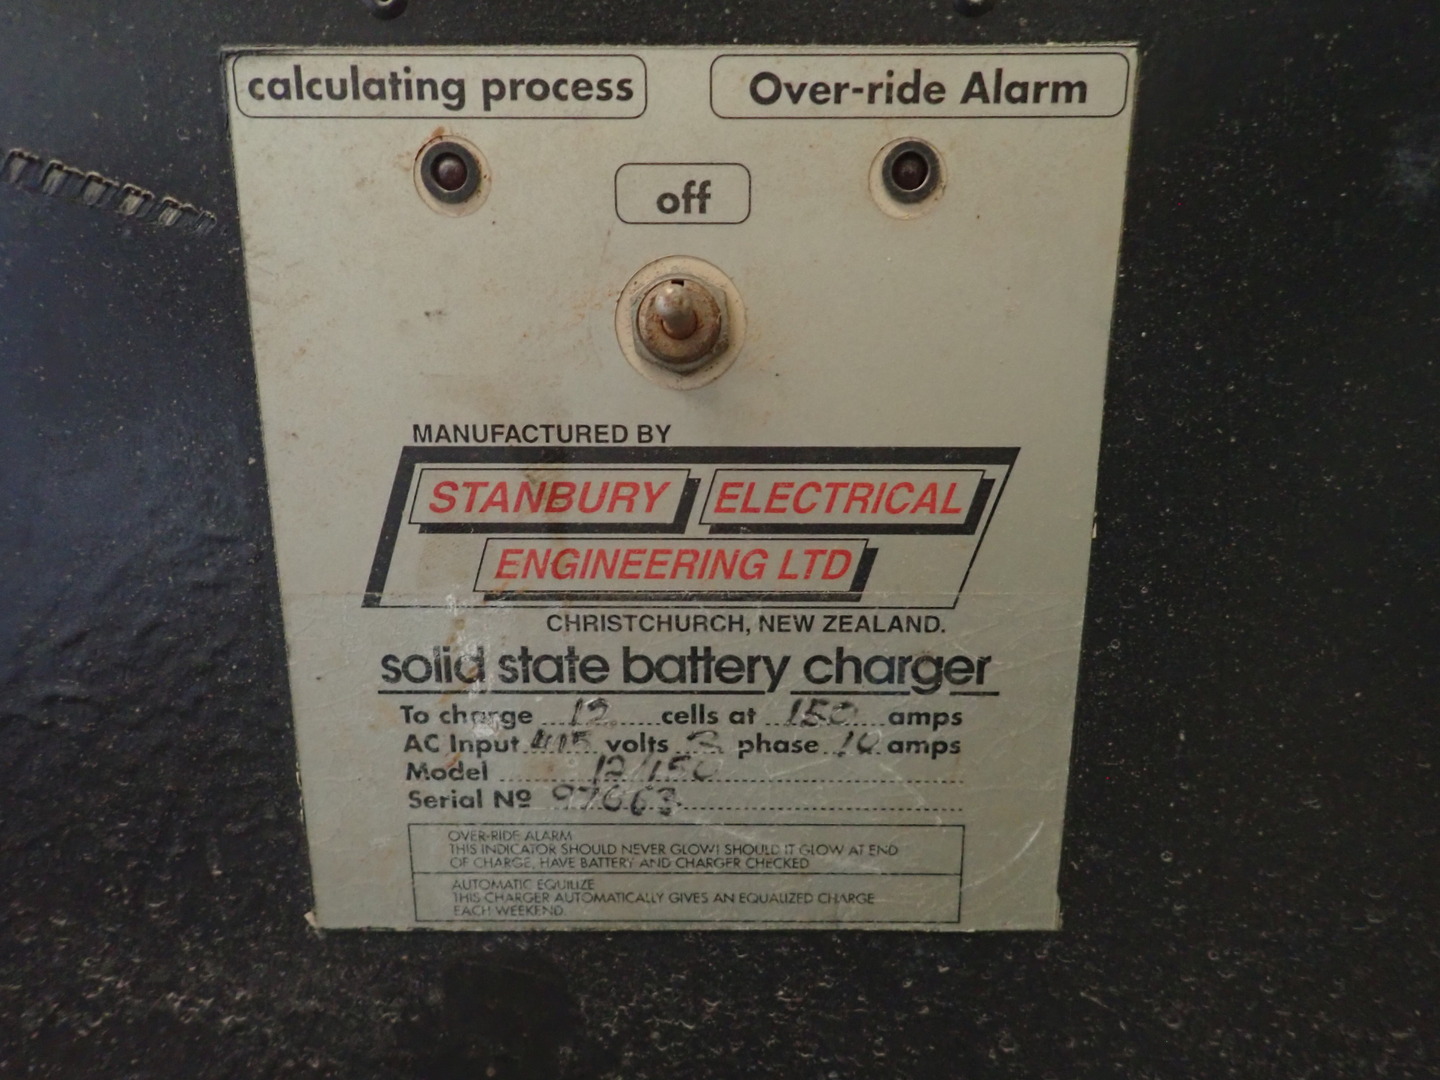 calculating process
Over-ride Alarm
off
MANUFACTURED BY
STANBURY ELECTRICAL
ENGINEERING LTD
CHRISTCHURCH, NEW ZEALAND.
solid state battery charger
To charge 12 cells at 150 amps
AC Input 415 volts 3 phase 10 amps
Model 12/150
Serial Nº 97663
OVER-RIDE ALARM
THIS INDICATOR SHOULD NEVER GLOW! SHOULD IT GLOW AT END
OF CHARGE, HAVE BATTERY AND CHARGER CHECKED
AUTOMATIC EQUILIZE
THIS CHARGER AUTOMATICALLY GIVES AN EQUALIZED CHARGE
EACH WEEKEND.